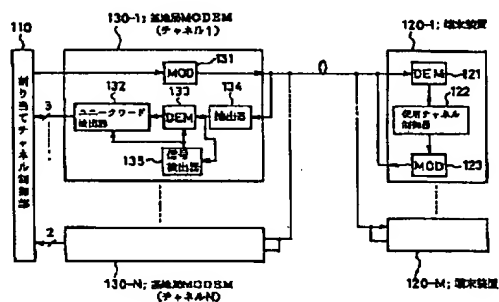 110
130-1;基地局MODEM
(チャネル1)
割り当てチャネル制御部
MOD
131
132
ユニークワード
検出器
133
DEM
134
抽出器
135
信号
検出器
3
2
130-N;基地局MODEM
(チャネルN)
120-1;端末装置
DEM
121
122
使用チャネル
制御器
MOD
123
120-M;端末装置